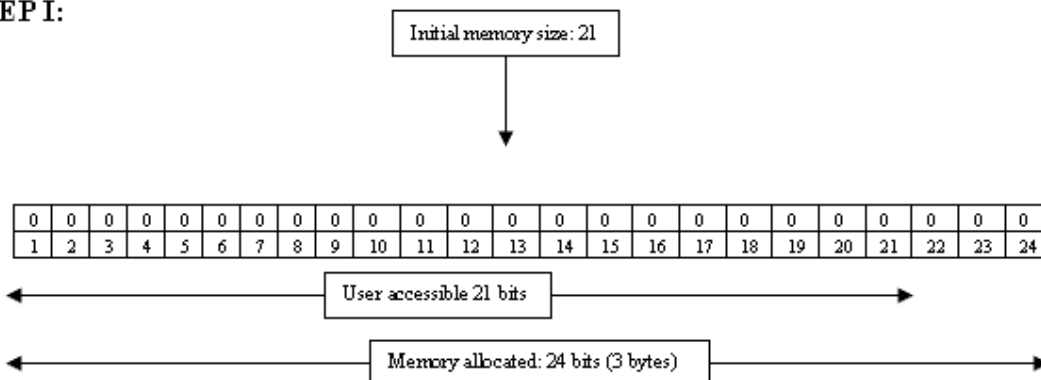 EP I:
Initial memory size: 21
0 0 0 0 0 0 0 0 0 0 0 0 0 0 0 0 0 0 0 0 0 0 0 0
1 2 3 4 5 6 7 8 9 10 11 12 13 14 15 16 17 18 19 20 21 22 23 24
User accessible 21 bits
Memory allocated: 24 bits (3 bytes)